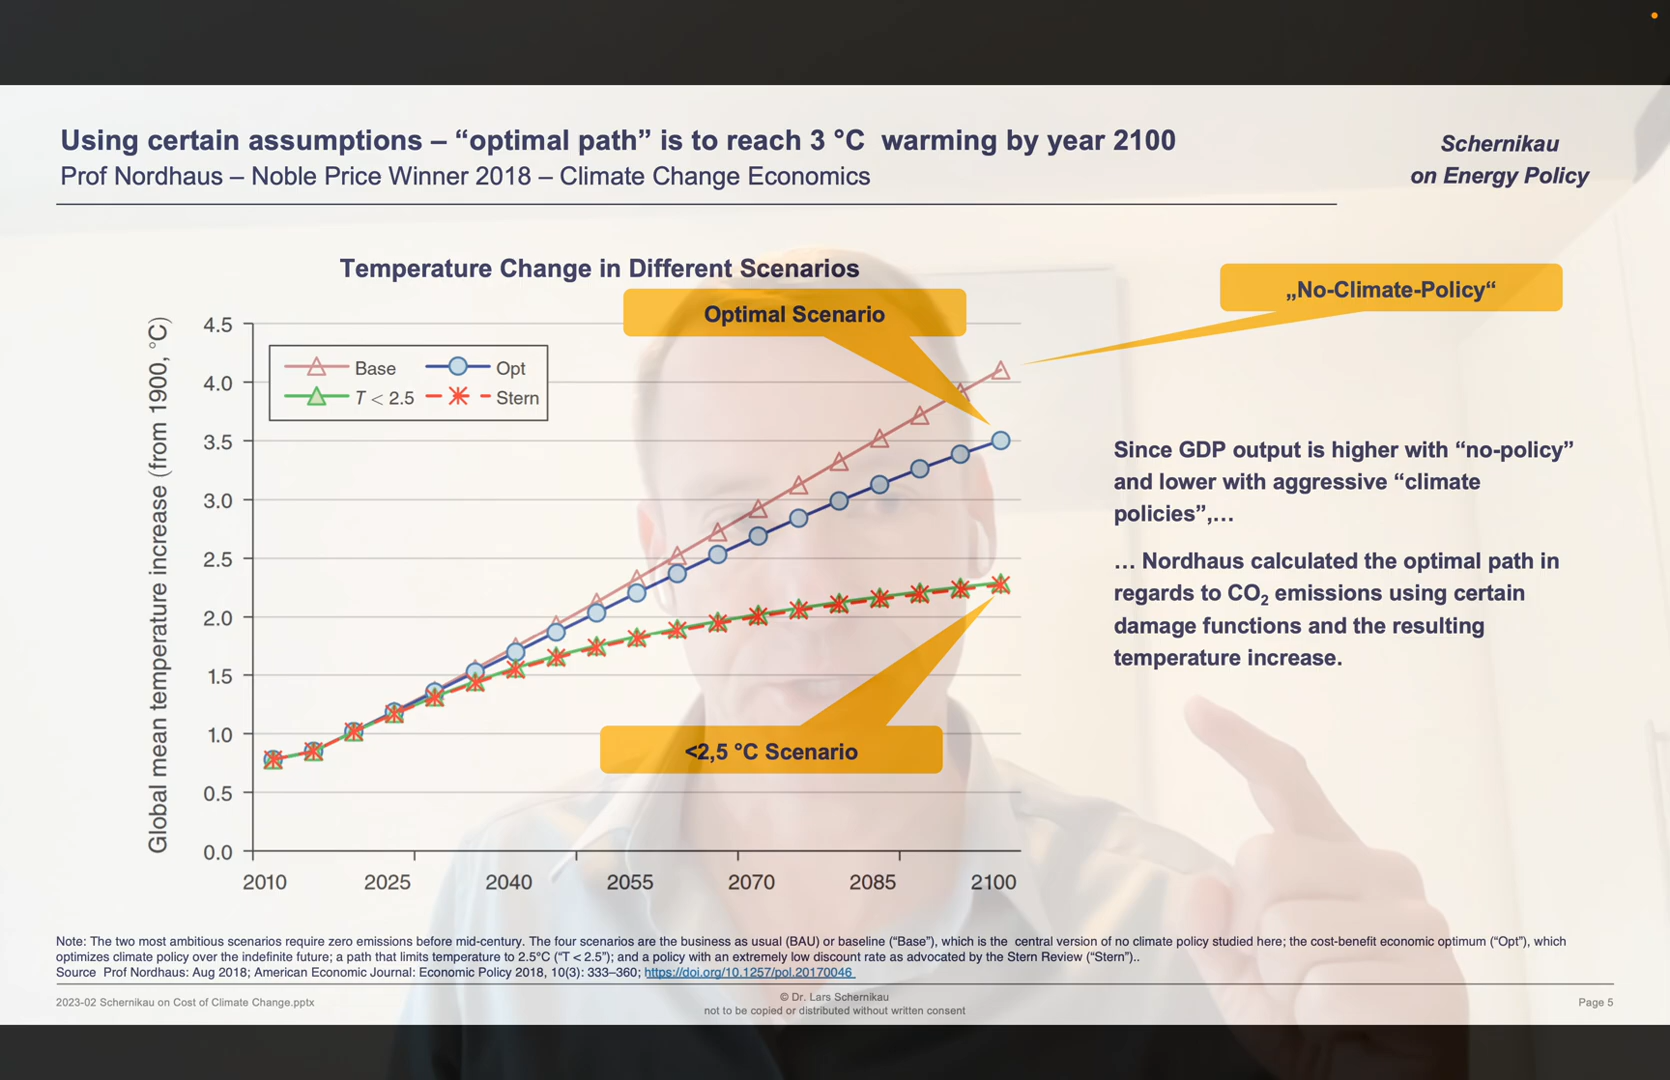 Using certain assumptions – “optimal path” is to reach 3 °C warming by year 2100
Prof Nordhaus – Noble Price Winner 2018 – Climate Change Economics
Schernikau
on Energy Policy
Temperature Change in Different Scenarios
Optimal Scenario
„No-Climate-Policy“
Global mean temperature increase (from 1900, °C)
4.5
4.0
3.5
3.0
2.5
2.0
1.5
1.0
0.5
0.0
Base
Opt
T < 2.5
Stern
<2,5 °C Scenario
2010 2025 2040 2055 2070 2085 2100
Since GDP output is higher with “no-policy”
and lower with aggressive “climate
policies”,…
… Nordhaus calculated the optimal path in
regards to CO₂ emissions using certain
damage functions and the resulting
temperature increase.
Note: The two most ambitious scenarios require zero emissions before mid-century. The four scenarios are the business as usual (BAU) or baseline (“Base”), which is the central version of no climate policy studied here; the cost-benefit economic optimum (“Opt”), which
optimizes climate policy over the indefinite future; a path that limits temperature to 2.5°C (“T < 2.5”); and a policy with an extremely low discount rate as advocated by the Stern Review (“Stern”)..
Source Prof Nordhaus: Aug 2018; American Economic Journal: Economic Policy 2018, 10(3): 333–360; https://doi.org/10.1257/pol.20170046
2023-02 Schernikau on Cost of Climate Change.pptx
© Dr. Lars Schernikau
not to be copied or distributed without written consent
Page 5